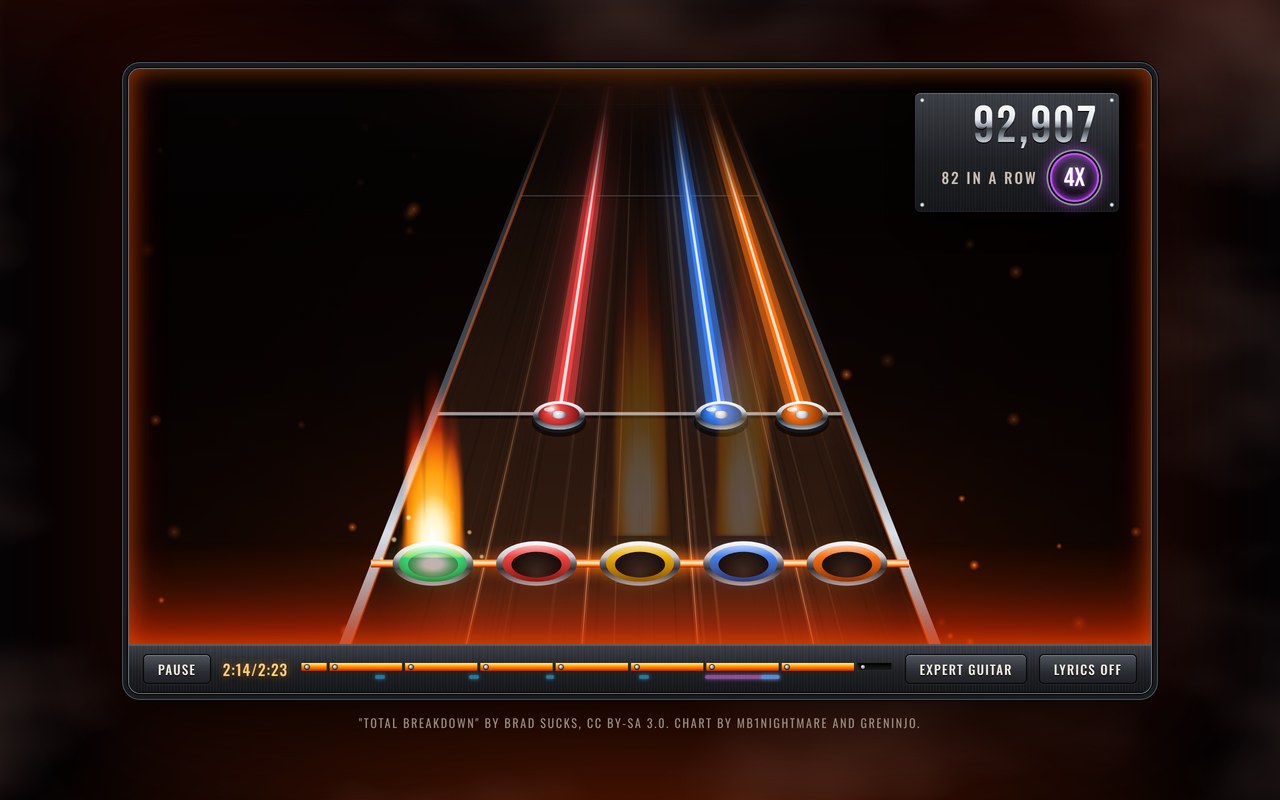 92,907
82 IN A ROW
4X
PAUSE
2:14/2:23
EXPERT GUITAR
LYRICS OFF
"TOTAL BREAKDOWN" BY BRAD SUCKS, CC BY-SA 3.0. CHART BY MB1NIGHTMARE AND GRENINJO.